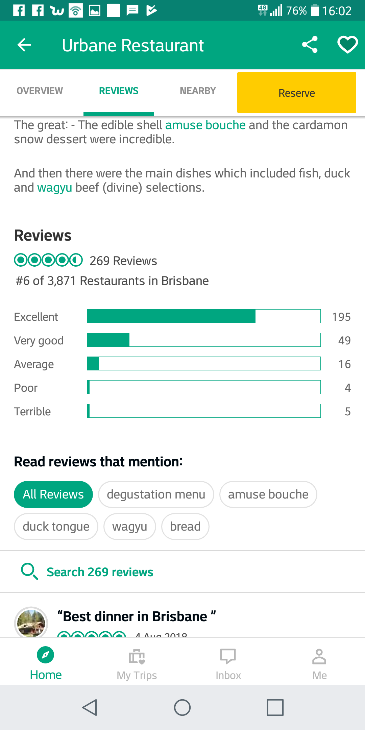 76% 16:02
Urbane Restaurant
OVERVIEW REVIEWS NEARBY Reserve
The great: - The edible shell amuse bouche and the cardamon
snow dessert were incredible.
And then there were the main dishes which included fish, duck
and wagyu beef (divine) selections.
Reviews
269 Reviews
#6 of 3,871 Restaurants in Brisbane
Excellent 195
Very good 49
Average 16
Poor 4
Terrible 5
Read reviews that mention:
All Reviews degustation menu amuse bouche
duck tongue wagyu bread
Search 269 reviews
“Best dinner in Brisbane ”
4 Aug 2018
Home My Trips Inbox Me